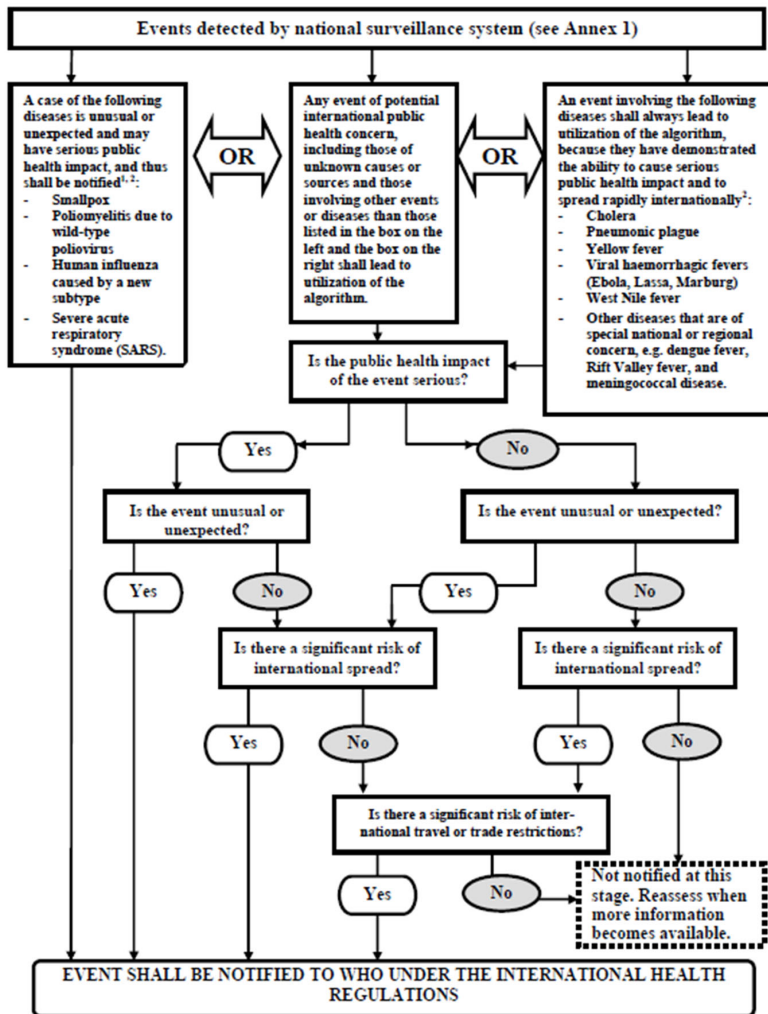 Events detected by national surveillance system (see Annex 1)
A case of the following
diseases is unusual or
unexpected and may
have serious public
health impact, and thus
shall be notified1, 2:
- Smallpox
- Poliomyelitis due to
wild-type
poliovirus
- Human influenza
caused by a new
subtype
- Severe acute
respiratory
syndrome (SARS).
OR
Any event of potential
international public
health concern,
including those of
unknown causes or
sources and those
involving other events
or diseases than those
listed in the box on the
left and the box on the
right shall lead to
utilization of the
algorithm.
OR
An event involving the following
diseases shall always lead to
utilization of the algorithm,
because they have demonstrated
the ability to cause serious
public health impact and to
spread rapidly internationally2:
- Cholera
- Pneumonic plague
- Yellow fever
- Viral haemorrhagic fevers
(Ebola, Lassa, Marburg)
- West Nile fever
- Other diseases that are of
special national or regional
concern, e.g. dengue fever,
Rift Valley fever, and
meningococcal disease.
Is the public health impact
of the event serious?
Yes
No
Is the event unusual or
unexpected?
Is the event unusual or unexpected?
Yes
No
Yes
No
Is there a significant risk of
international spread?
Is there a significant risk of
international spread?
Yes
No
Yes
No
Is there a significant risk of inter-
national travel or trade restrictions?
Yes
No
Not notified at this
stage. Reassess when
more information
becomes available.
EVENT SHALL BE NOTIFIED TO WHO UNDER THE INTERNATIONAL HEALTH
REGULATIONS